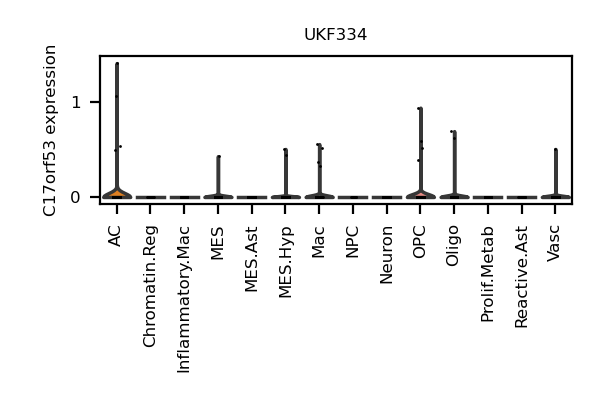 UKF334
C17orf53 expression
1
0
AC
Chromatin.Reg
Inflammatory.Mac
MES
MES.Ast
MES.Hyp
Mac
NPC
Neuron
OPC
Oligo
Prolif.Metab
Reactive.Ast
Vasc